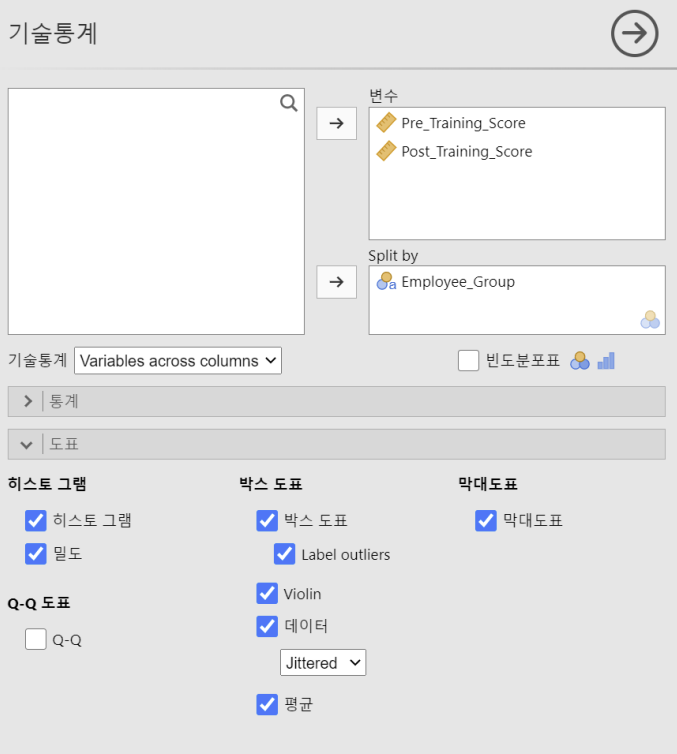 기술통계
변수
Pre_Training_Score
Post_Training_Score
Split by
a Employee_Group
기술통계 Variables across columns 빈도분포표
통계
도표
히스토 그램 박스 도표 막대도표
히스토 그램 박스 도표 막대도표
밀도 Label outliers
Violin
Q-Q 도표
데이터
Q-Q
Jittered
평균